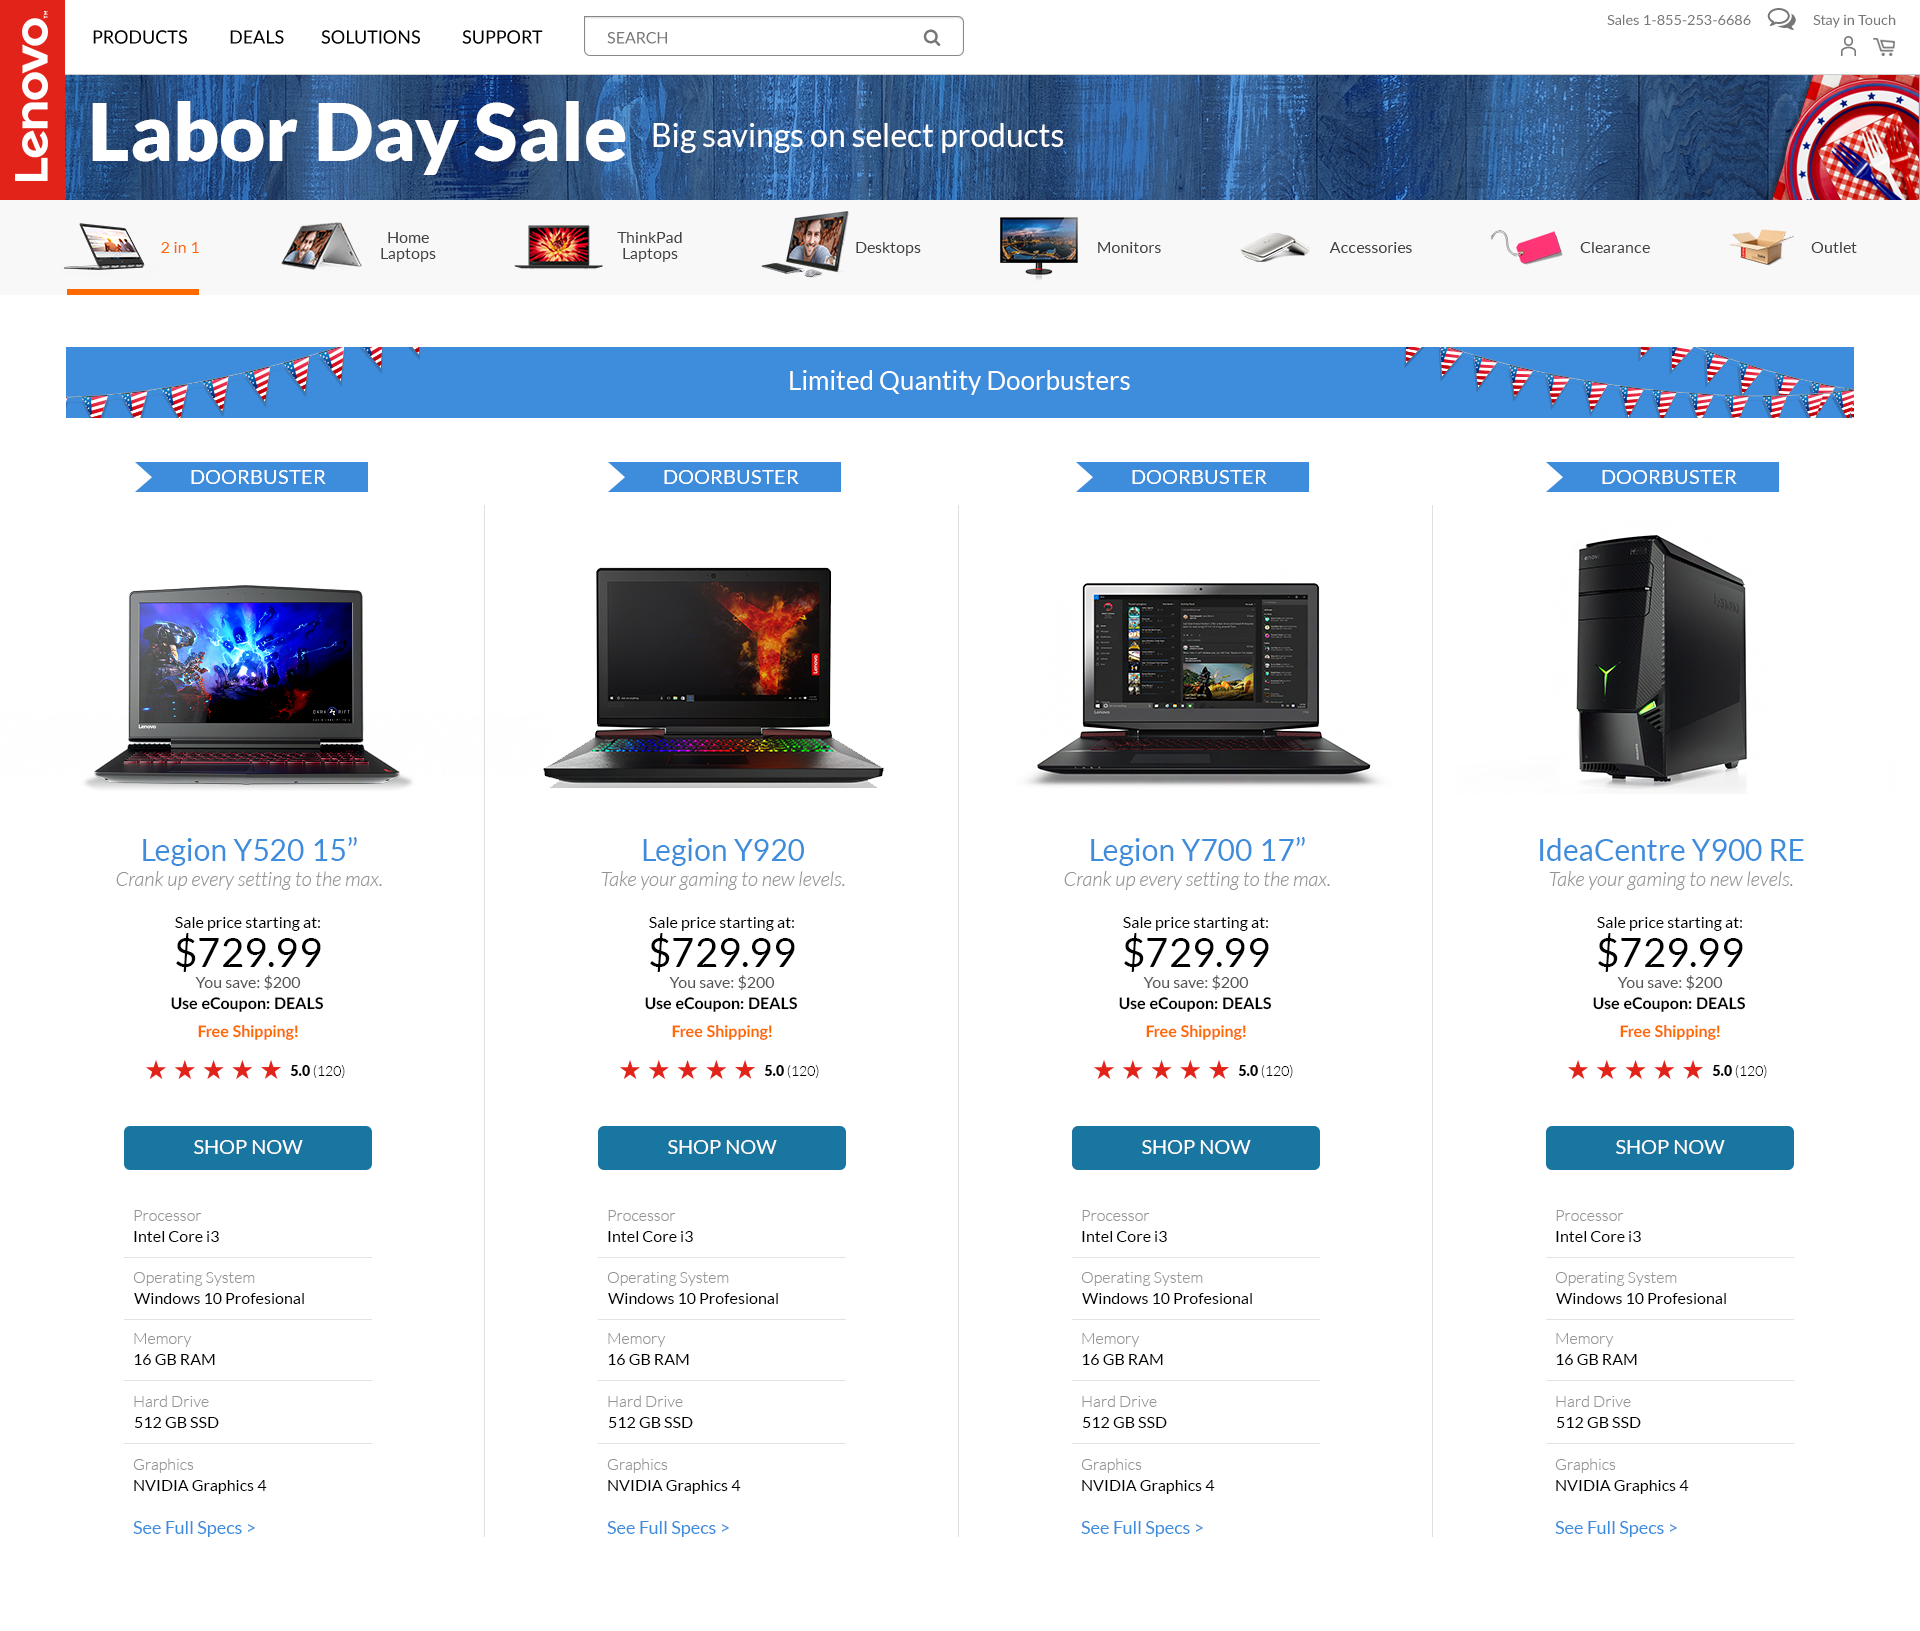 Lenovo™
PRODUCTS DEALS SOLUTIONS SUPPORT
SEARCH
Sales 1-855-253-6686 Stay in Touch
Labor Day Sale Big savings on select products
2 in 1
Home
Laptops
ThinkPad
Laptops
Desktops
Monitors
Accessories
Clearance
Outlet
Limited Quantity Doorbusters
DOORBUSTER
DOORBUSTER
DOORBUSTER
DOORBUSTER
DARK RIFT
Lenovo
Lenovo
Lenovo
Legion Y520 15”
Crank up every setting to the max.
Sale price starting at:
$729.99
You save: $200
Use eCoupon: DEALS
Free Shipping!
5.0 (120)
SHOP NOW
Processor
Intel Core i3
Operating System
Windows 10 Profesional
Memory
16 GB RAM
Hard Drive
512 GB SSD
Graphics
NVIDIA Graphics 4
See Full Specs >
Legion Y920
Take your gaming to new levels.
Sale price starting at:
$729.99
You save: $200
Use eCoupon: DEALS
Free Shipping!
5.0 (120)
SHOP NOW
Processor
Intel Core i3
Operating System
Windows 10 Profesional
Memory
16 GB RAM
Hard Drive
512 GB SSD
Graphics
NVIDIA Graphics 4
See Full Specs >
Legion Y700 17”
Crank up every setting to the max.
Sale price starting at:
$729.99
You save: $200
Use eCoupon: DEALS
Free Shipping!
5.0 (120)
SHOP NOW
Processor
Intel Core i3
Operating System
Windows 10 Profesional
Memory
16 GB RAM
Hard Drive
512 GB SSD
Graphics
NVIDIA Graphics 4
See Full Specs >
IdeaCentre Y900 RE
Take your gaming to new levels.
Sale price starting at:
$729.99
You save: $200
Use eCoupon: DEALS
Free Shipping!
5.0 (120)
SHOP NOW
Processor
Intel Core i3
Operating System
Windows 10 Profesional
Memory
16 GB RAM
Hard Drive
512 GB SSD
Graphics
NVIDIA Graphics 4
See Full Specs >